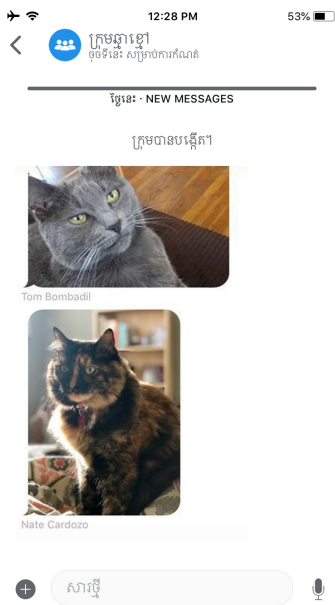 12:28 PM 53%
ក្រុមឆ្មាខ្មៅ
ចុចទីនេះ សម្រាប់ការកំណត់
ថ្ងៃនេះ · NEW MESSAGES
ក្រុមបានបង្កើត។
Tom Bombadil
Nate Cardozo
សារថ្មី